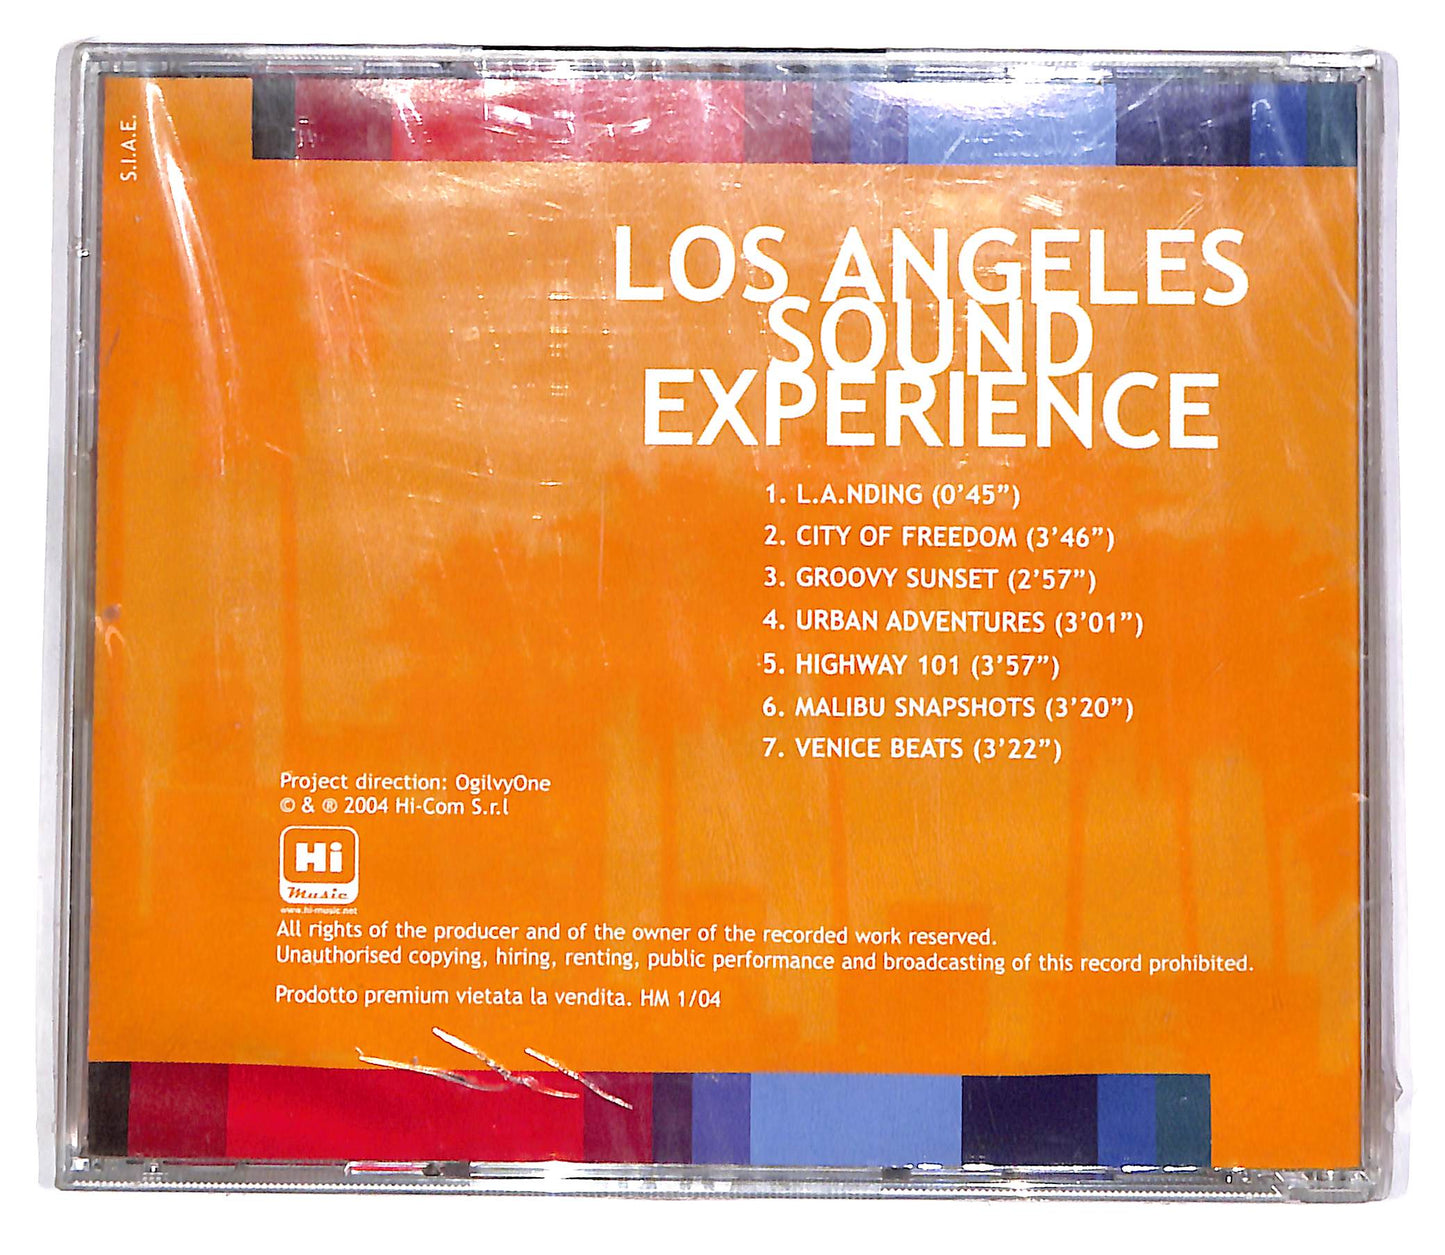 S.I.A.E.
LOS ANGELES
SOUND
EXPERIENCE
1. L.A.NDING (0'45”)
2. CITY OF FREEDOM (3'46”)
3. GROOVY SUNSET (2'57”)
4. URBAN ADVENTURES (3'01”)
5. HIGHWAY 101 (3'57”)
6. MALIBU SNAPSHOTS (3'20”)
7. VENICE BEATS (3'22”)
Project direction: OgilvyOne
© & ® 2004 Hi-Com S.r.l
Hi
Music
www.hi-music.net
All rights of the producer and of the owner of the recorded work reserved.
Unauthorised copying, hiring, renting, public performance and broadcasting of this record prohibited.
Prodotto premium vietata la vendita. HM 1/04